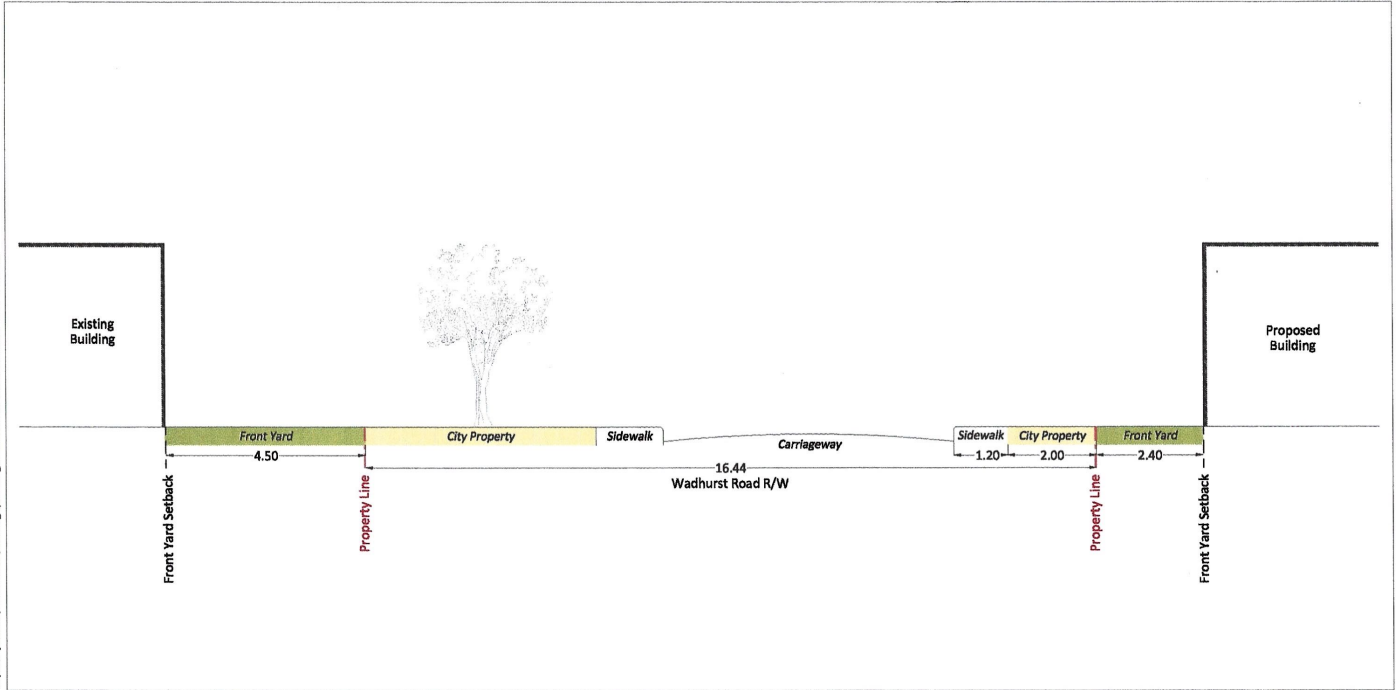 Existing
Building
Proposed
Building
Front Yard
City Property
Sidewalk
Carriageway
Sidewalk
City Property
Front Yard
4.50
1.20
2.00
2.40
16.44
Wadhurst Road R/W
Front Yard Setback
Property Line
Property Line
Front Yard Setback